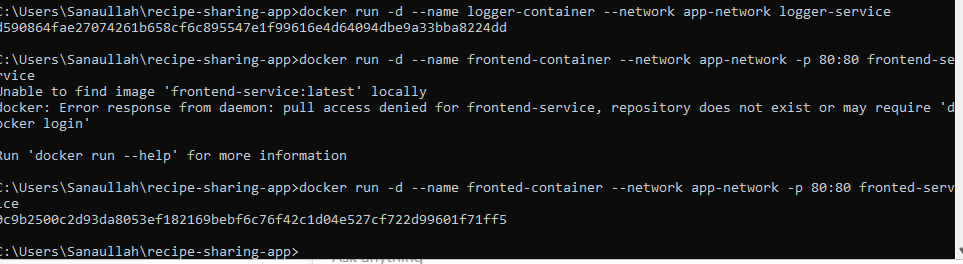 C:\Users\Sanaullah\recipe-sharing-app>docker run -d --name logger-container --network app-network logger-service
d590864fae27074261b658cf6c895547e1f99616e4d64094dbe9a33bba8224dd
C:\Users\Sanaullah\recipe-sharing-app>docker run -d --name frontend-container --network app-network -p 80:80 frontend-se
rvice
Unable to find image 'frontend-service:latest' locally
docker: Error response from daemon: pull access denied for frontend-service, repository does not exist or may require 'd
ocker login'
Run 'docker run --help' for more information
C:\Users\Sanaullah\recipe-sharing-app>docker run -d --name fronted-container --network app-network -p 80:80 fronted-serv
ice
0c9b2500c2d93da8053ef182169bebf6c76f42c1d04e527cf722d99601f71ff5
C:\Users\Sanaullah\recipe-sharing-app>
Ask anything